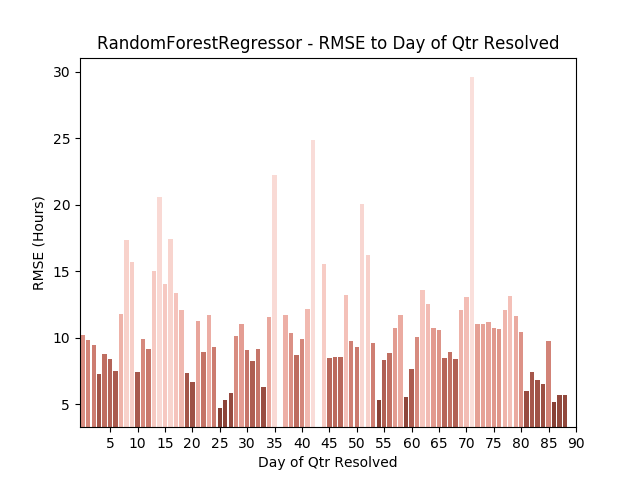 RandomForestRegressor - RMSE to Day of Qtr Resolved
30
25
20
15
10
5
RMSE (Hours)
5 10 15 20 25 30 35 40 45 50 55 60 65 70 75 80 85 90
Day of Qtr Resolved